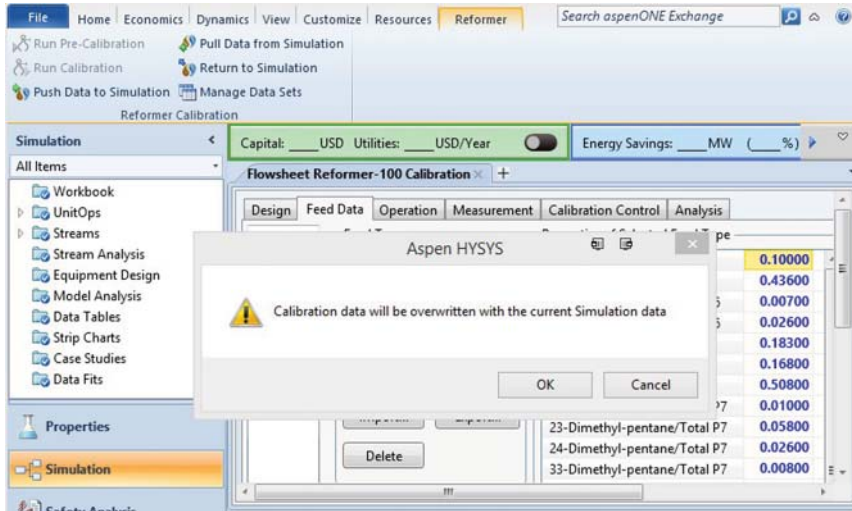 File Home Economics Dynamics View Customize Resources Reformer Search aspenONE Exchange
Run Pre-Calibration Pull Data from Simulation
Run Calibration Return to Simulation
Push Data to Simulation Manage Data Sets
Reformer Calibration
Simulation
Capital: ____USD Utilities: ____USD/Year Energy Savings: ____MW (____%)
All Items
Flowsheet Reformer-100 Calibration
Workbook
UnitOps
Streams
Stream Analysis
Equipment Design
Model Analysis
Data Tables
Strip Charts
Case Studies
Data Fits
Properties
Simulation
Safety Analysis
Design Feed Data Operation Measurement Calibration Control Analysis
Aspen HYSYS
Calibration data will be overwritten with the current Simulation data
OK Cancel
0.10000
0.43600
0.00700
0.02600
0.18300
0.16800
0.50800
P7 0.01000
23-Dimethyl-pentane/Total P7 0.05800
24-Dimethyl-pentane/Total P7 0.02600
33-Dimethyl-pentane/Total P7 0.00800
Delete